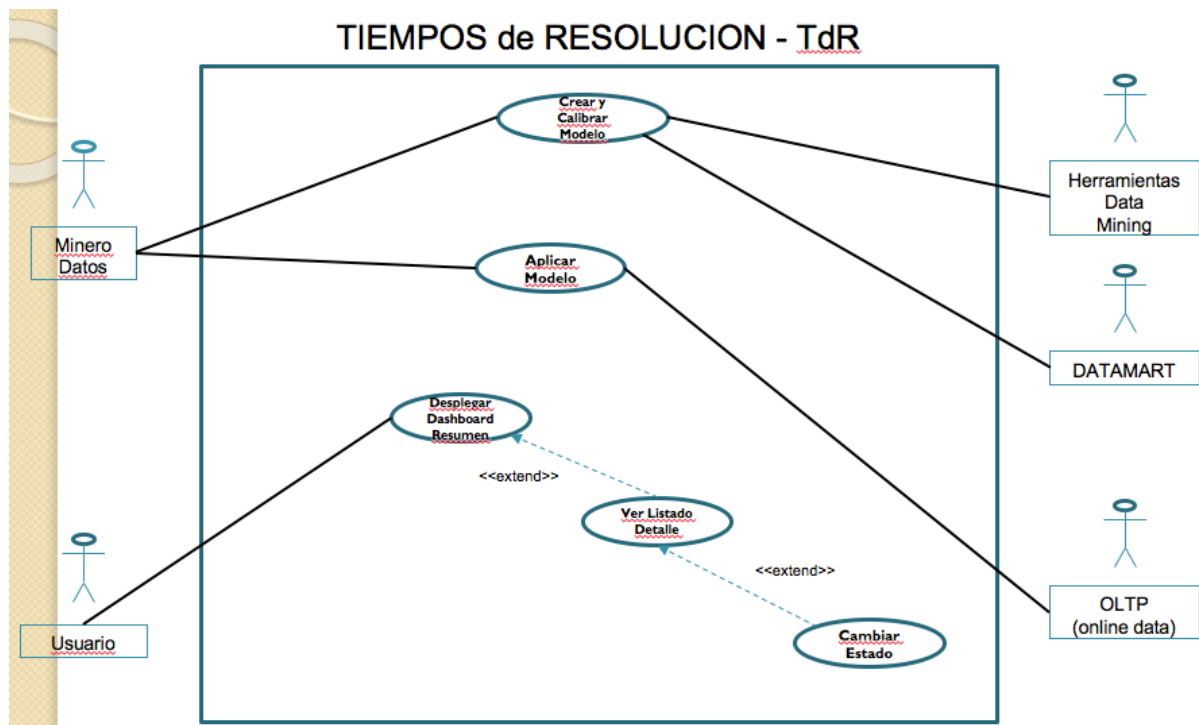 TIEMPOS de RESOLUCION - TdR
Crear y
Calibrar
Modelo
Herramientas
Data
Mining
Minero
Datos
Aplicar
Modelo
DATAMART
Desplegar
Dashboard
Resumen
<<extend>>
Ver Listado
Detalle
<<extend>>
OLTP
(online data)
Usuario
Cambiar
Estado